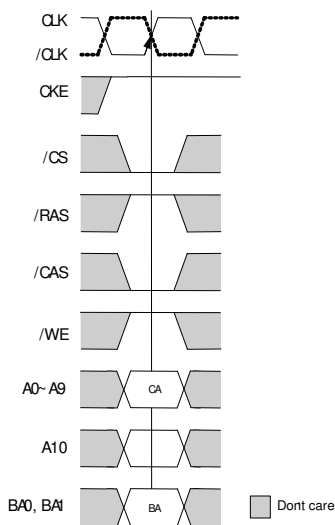 CLK
/CLK
CKE
/CS
/RAS
/CAS
/WE
A0~A9
CA
A10
BA0, BA1
BA
Dont care